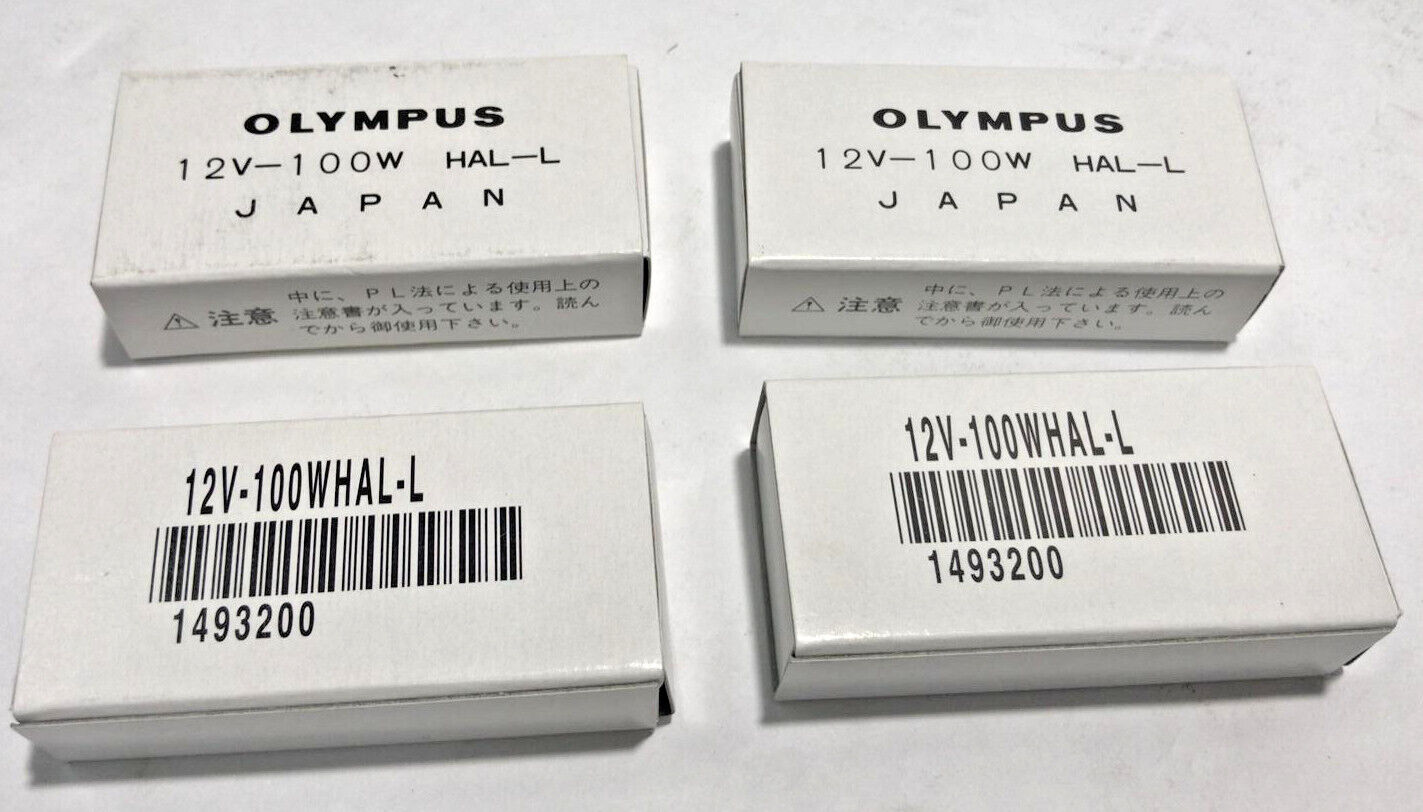 OLYMPUS
12V-100W HAL-L
JAPAN
⚠ 注意
中に、PL法による使用上の
注意書が入っています。読ん
でから御使用下さい。
OLYMPUS
12V-100W HAL-L
JAPAN
⚠ 注意
中に、PL法による使用上の
注意書が入っています。読ん
でから御使用下さい。
12V-100WHAL-L
1493200
12V-100WHAL-L
1493200